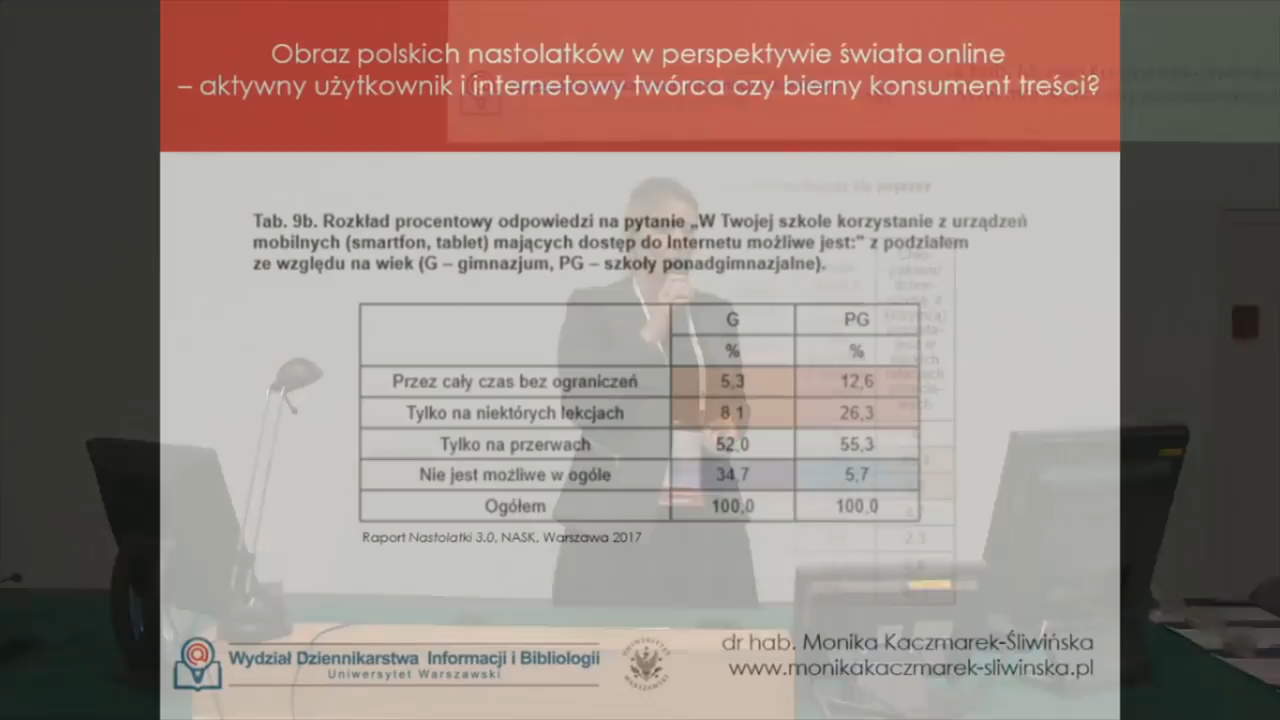 Obraz polskich nastolatków w perspektywie świata online
– aktywny użytkownik i internetowy twórca czy bierny konsument treści?
Tab. 9b. Rozkład procentowy odpowiedzi na pytanie „W Twojej szkole korzystanie z urządzeń
mobilnych (smartfon, tablet) mających dostęp do Internetu możliwe jest:" z podziałem
ze względu na wiek (G – gimnazjum, PG – szkoły ponadgimnazjalne).
G PG
% %
Przez cały czas bez ograniczeń 5,3 12,6
Tylko na niektórych lekcjach 8,1 26,3
Tylko na przerwach 52,0 55,3
Nie jest możliwe w ogóle 34,7 5,7
Ogółem 100,0 100,0
Raport Nastolatki 3.0, NASK, Warszawa 2017
Wydział Dziennikarstwa Informacji i Bibliologii
Uniwersytet Warszawski
dr hab. Monika Kaczmarek-Śliwińska
www.monikakaczmarek-sliwinska.pl